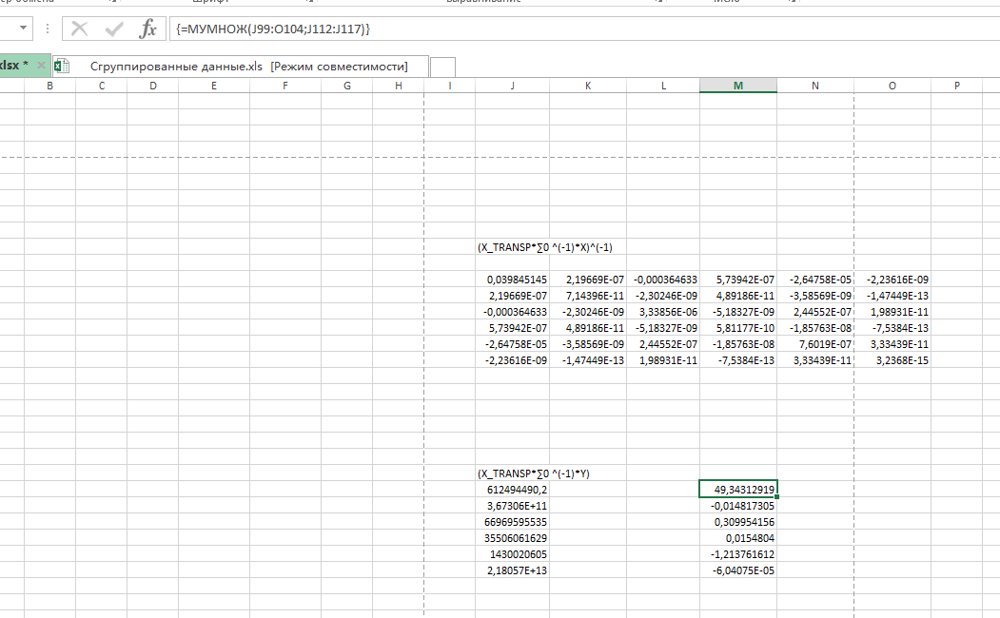 Шрифт Выравнивание
{=МУМНОЖ(J99:O104;J112:J117)}
xlsx * Сгруппированные данные.xls [Режим совместимости]
B C D E F G H I J K L M N O P
(X_TRANSP*∑0 ^(-1)*X)^(-1)
0,039845145 2,19669E-07 -0,000364633 5,73942E-07 -2,64758E-05 -2,23616E-09
2,19669E-07 7,14396E-11 -2,30246E-09 4,89186E-11 -3,58569E-09 -1,47449E-13
-0,000364633 -2,30246E-09 3,33856E-06 -5,18327E-09 2,44552E-07 1,98931E-11
5,73942E-07 4,89186E-11 -5,18327E-09 5,81177E-10 -1,85763E-08 -7,5384E-13
-2,64758E-05 -3,58569E-09 2,44552E-07 -1,85763E-08 7,6019E-07 3,33439E-11
-2,23616E-09 -1,47449E-13 1,98931E-11 -7,5384E-13 3,33439E-11 3,2368E-15
(X_TRANSP*∑0 ^(-1)*Y)
612494490,2 49,34312919
3,67306E+11 -0,014817305
66969595535 0,309954156
35506061629 0,0154804
1430020605 -1,213761612
2,18057E+13 -6,04075E-05